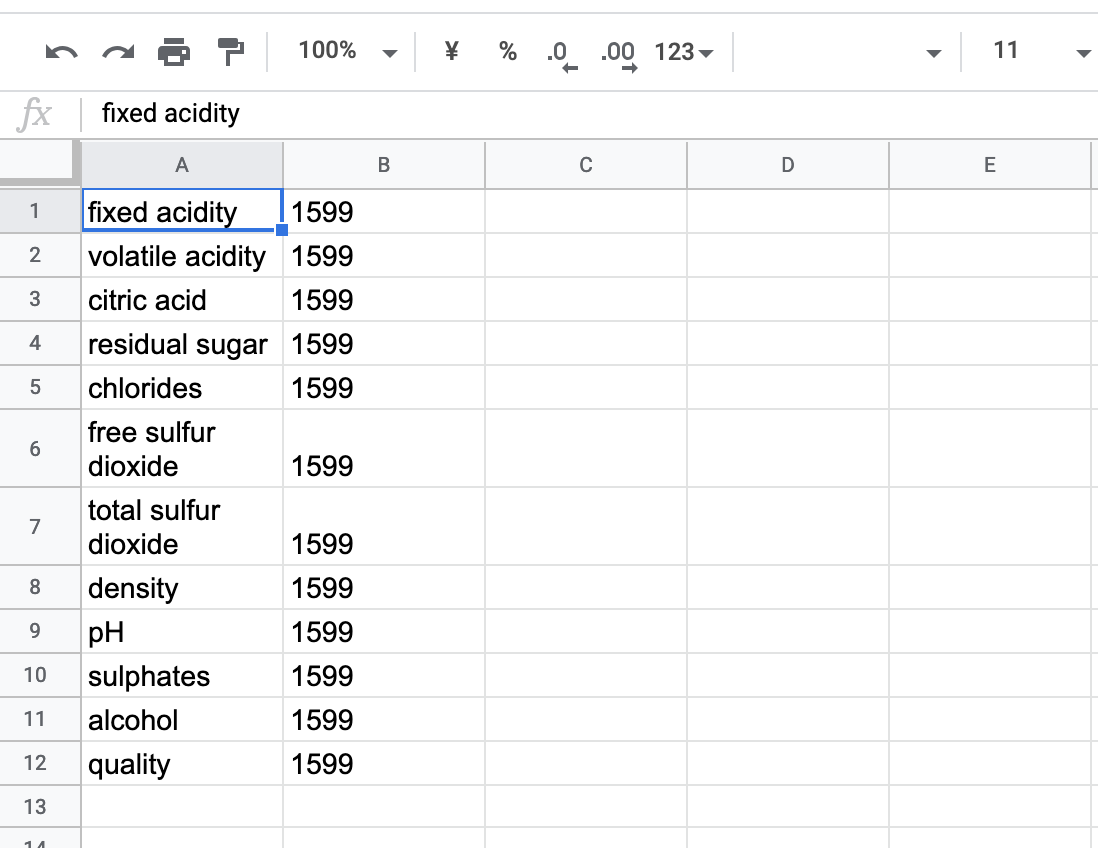 100% ¥ % .0 .00 123 11
fx fixed acidity
A B C D E
1 fixed acidity 1599
2 volatile acidity 1599
3 citric acid 1599
4 residual sugar 1599
5 chlorides 1599
free sulfur
6 dioxide 1599
total sulfur
7 dioxide 1599
8 density 1599
9 pH 1599
10 sulphates 1599
11 alcohol 1599
12 quality 1599
13
14